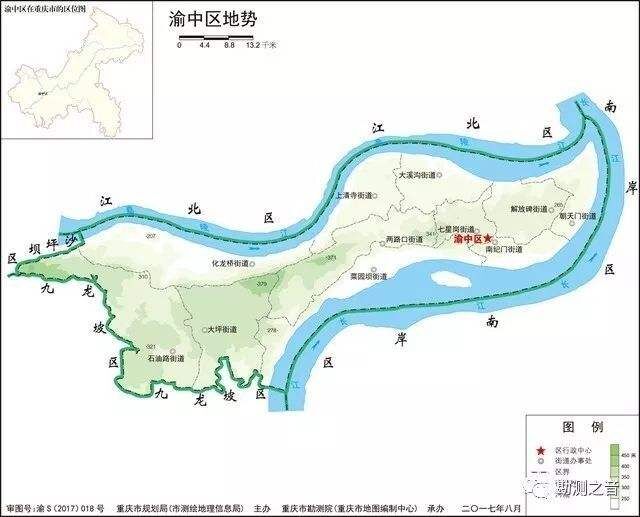 渝中区在重庆市的区位图
渝中区
渝中区地势
0 4.4 8.8 13.2 千米
江北区
长江
南岸区
大溪沟街道
上清寺街道
解放碑街道
265
朝天门街道
七星岗街道
两路口街道
341
渝中区
南纪门街道
江北区
沙坪坝区
207
化龙桥街道
371
菜园坝街道
310
379
九龙坡区
大坪街道
278
321
石油路街道
长江
南岸区
九龙坡区
图例
区行政中心
街道办事处
区界
450 米
400
350
300
250
勘测之音
审图号:渝 S (2017) 018 号 重庆市规划局(市测绘地理信息局) 主办 重庆市勘测院(重庆市地图编制中心) 承办 二〇一七年八月